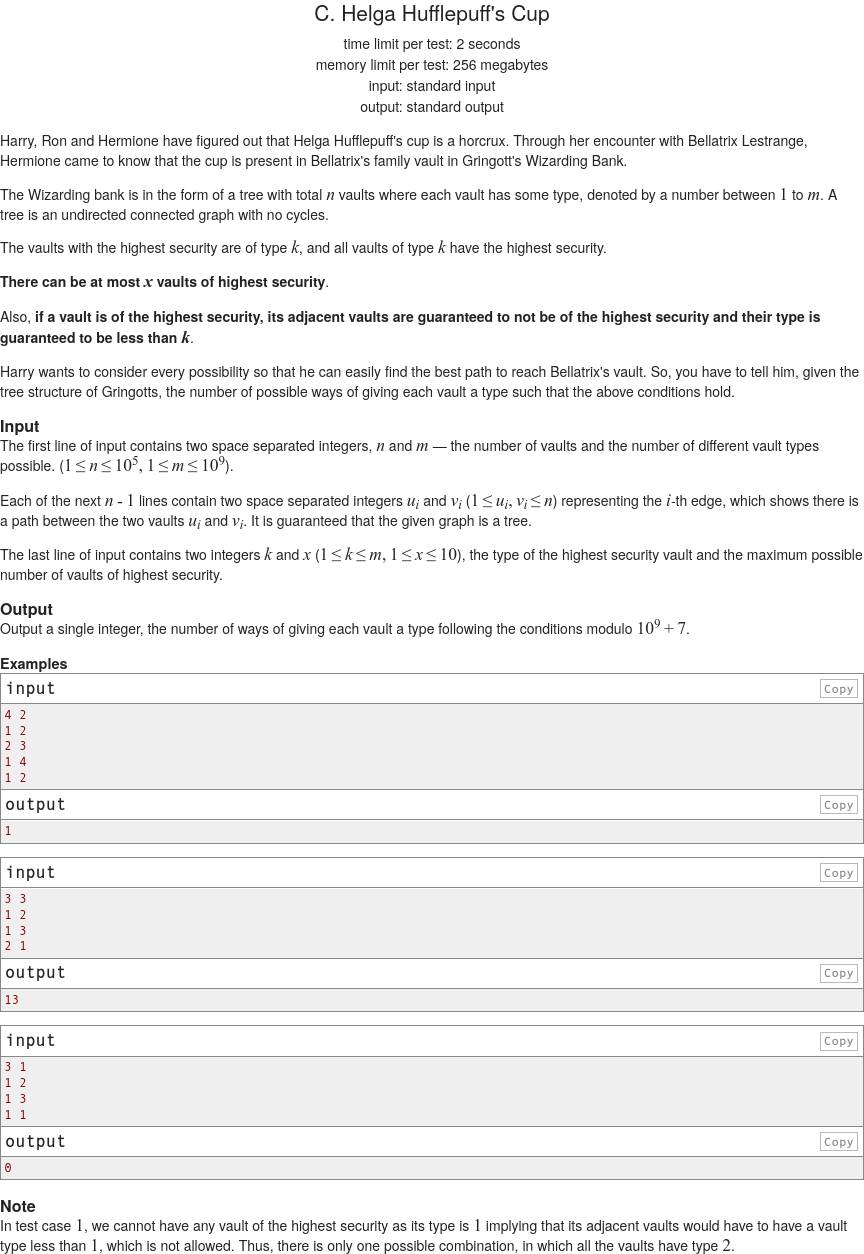 C. Helga Hufflepuff's Cup
time limit per test: 2 seconds
memory limit per test: 256 megabytes
input: standard input
output: standard output
Harry, Ron and Hermione have figured out that Helga Hufflepuff's cup is a horcrux. Through her encounter with Bellatrix Lestrange,
Hermione came to know that the cup is present in Bellatrix's family vault in Gringott's Wizarding Bank.
The Wizarding bank is in the form of a tree with total n vaults where each vault has some type, denoted by a number between 1 to m. A
tree is an undirected connected graph with no cycles.
The vaults with the highest security are of type k, and all vaults of type k have the highest security.
There can be at most x vaults of highest security.
Also, if a vault is of the highest security, its adjacent vaults are guaranteed to not be of the highest security and their type is
guaranteed to be less than k.
Harry wants to consider every possibility so that he can easily find the best path to reach Bellatrix's vault. So, you have to tell him, given the
tree structure of Gringotts, the number of possible ways of giving each vault a type such that the above conditions hold.
Input
The first line of input contains two space separated integers, n and m — the number of vaults and the number of different vault types
possible. (1 ≤ n ≤ 10^5, 1 ≤ m ≤ 10^9).
Each of the next n - 1 lines contain two space separated integers u_i and v_i (1 ≤ u_i, v_i ≤ n) representing the i-th edge, which shows there is
a path between the two vaults u_i and v_i. It is guaranteed that the given graph is a tree.
The last line of input contains two integers k and x (1 ≤ k ≤ m, 1 ≤ x ≤ 10), the type of the highest security vault and the maximum possible
number of vaults of highest security.
Output
Output a single integer, the number of ways of giving each vault a type following the conditions modulo 10^9 + 7.
Examples
input Copy
4 2
1 2
2 3
1 4
1 2
output Copy
1
input Copy
3 3
1 2
1 3
2 1
output Copy
13
input Copy
3 1
1 2
1 3
1 1
output Copy
0
Note
In test case 1, we cannot have any vault of the highest security as its type is 1 implying that its adjacent vaults would have to have a vault
type less than 1, which is not allowed. Thus, there is only one possible combination, in which all the vaults have type 2.